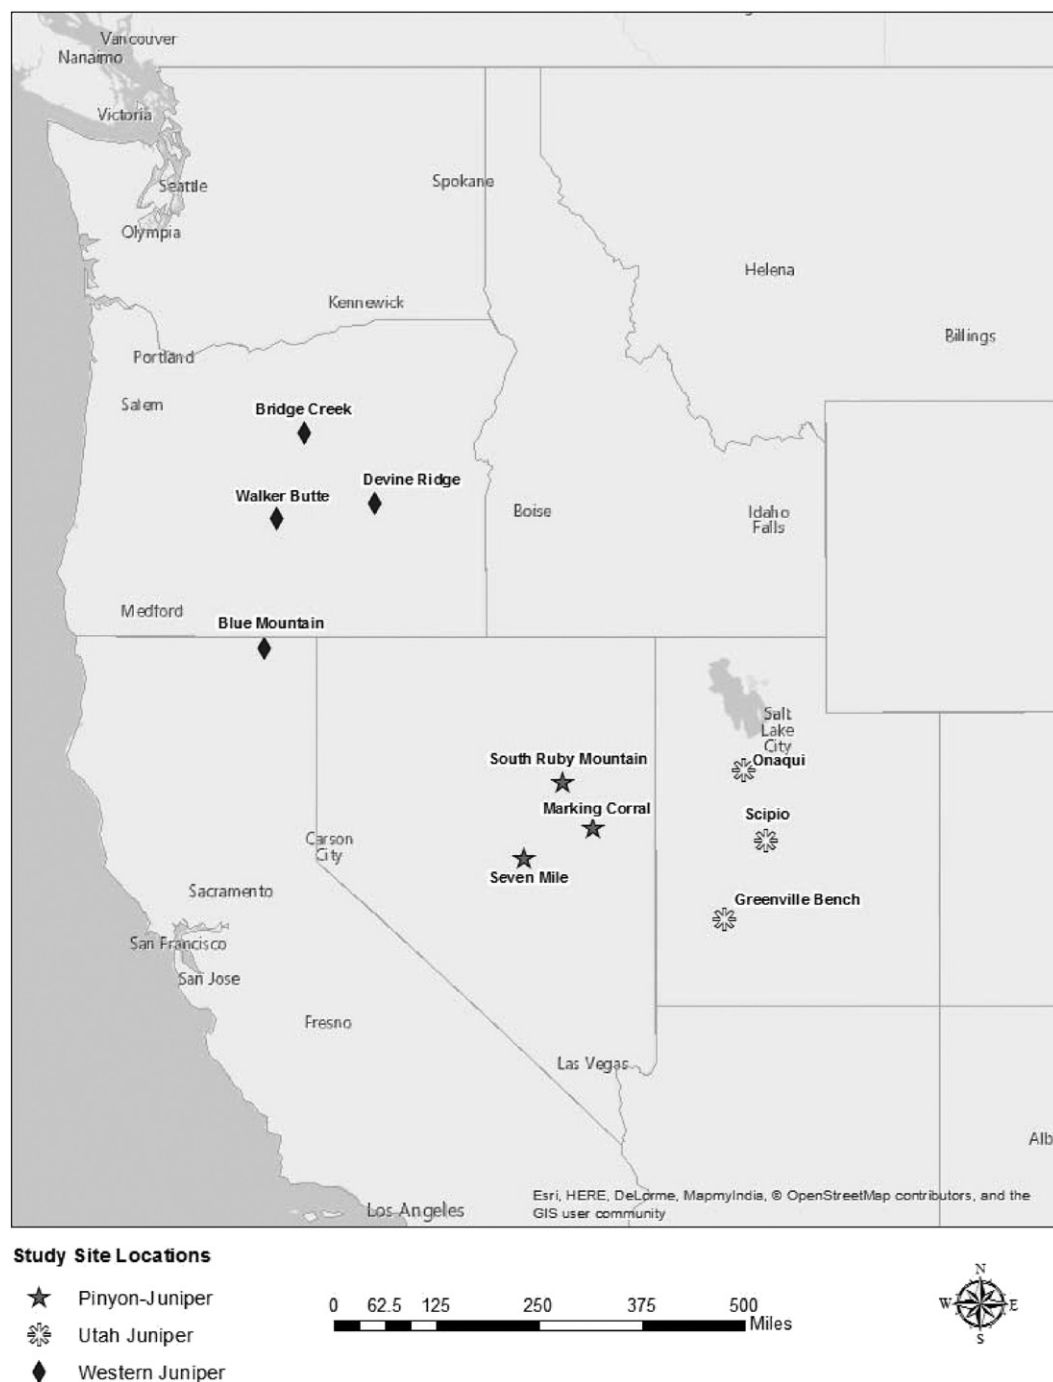 Vancouver
Nanaimo
Victoria
Seattle
Spokane
Olympia
Helena
Kennewick
Billings
Portland
Salem
Bridge Creek
Devine Ridge
Walker Butte
Boise
Idaho
Falls
Medford
Blue Mountain
Salt
Lake
City
South Ruby Mountain
Onaqui
Marking Corral
Scipio
Carson
City
Seven Mile
Sacramento
Greenville Bench
San Francisco
San Jose
Fresno
Las Vegas
Alb
Esri, HERE, DeLorme, MapmyIndia, © OpenStreetMap contributors, and the
GIS user community
Los Angeles
Study Site Locations
Pinyon-Juniper
Utah Juniper
Western Juniper
0 62.5 125 250 375 500
Miles
N
W E
S